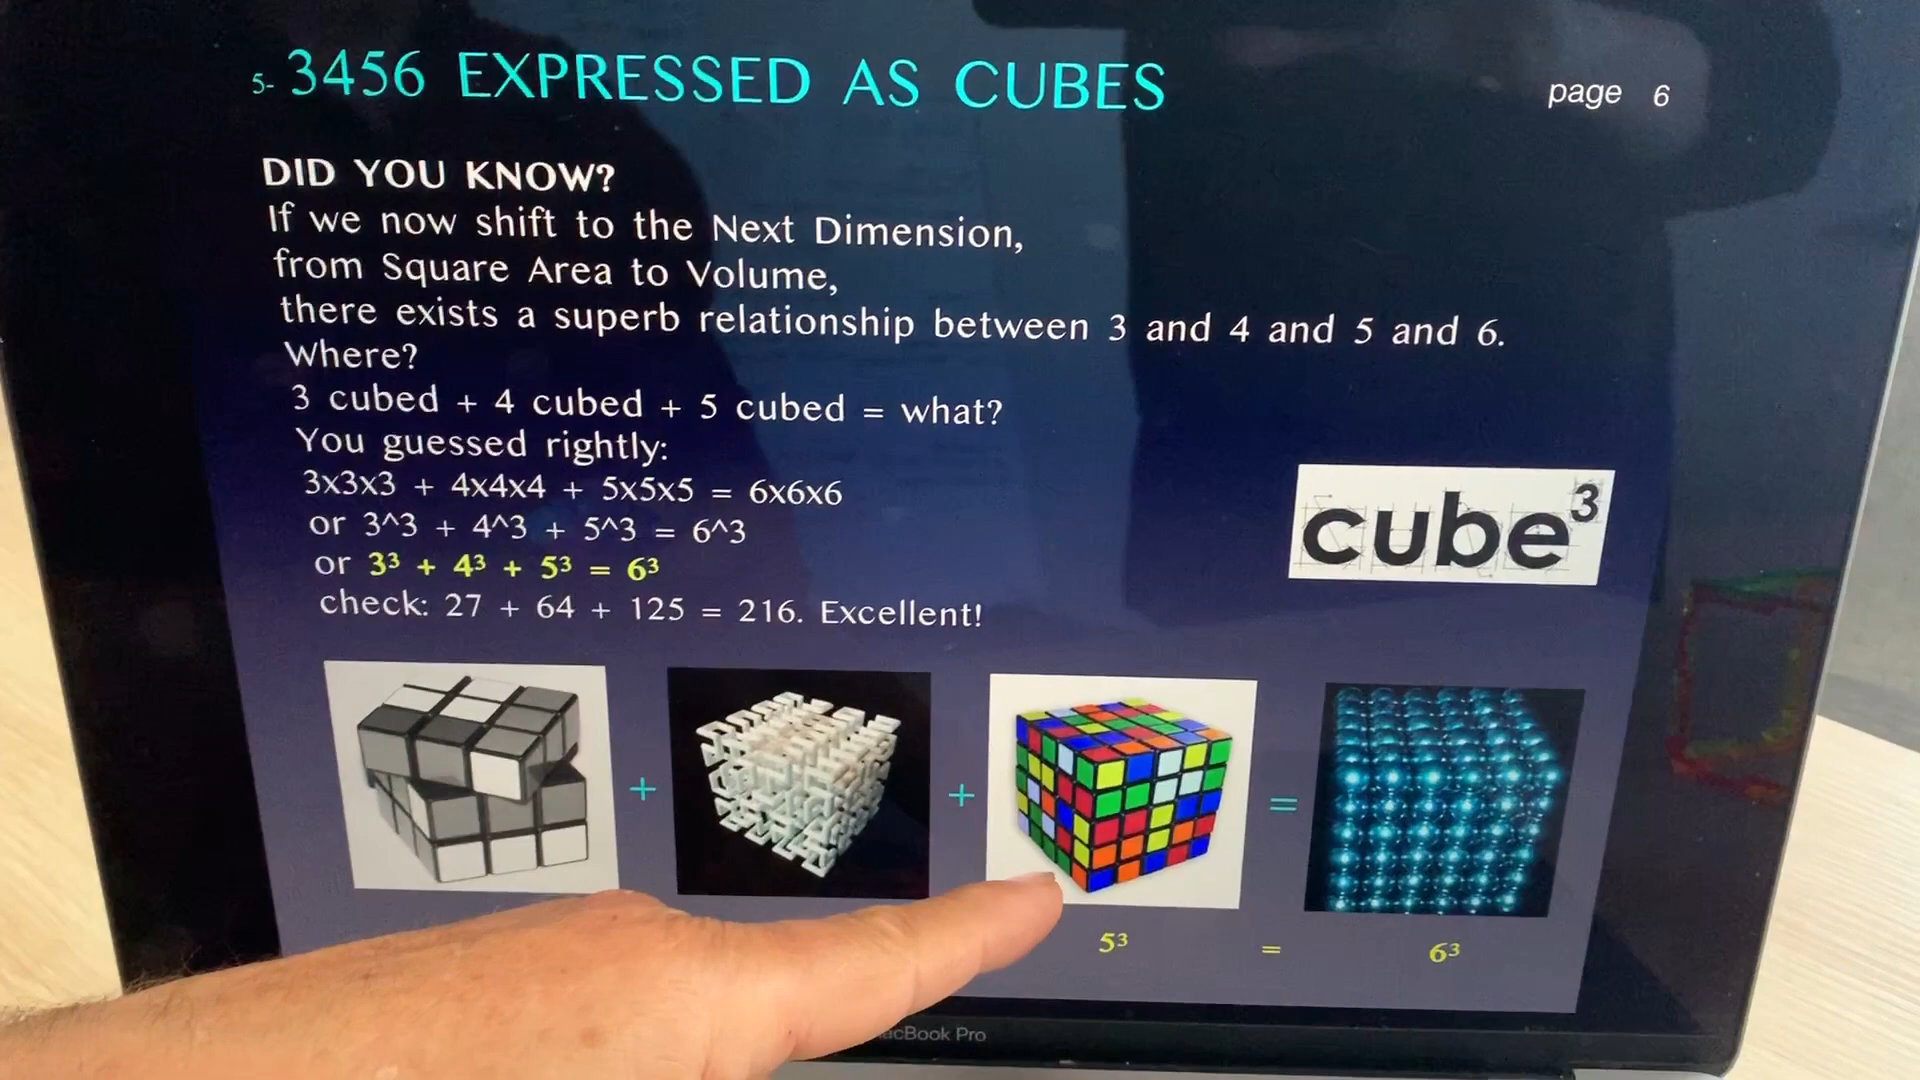 5- 3456 EXPRESSED AS CUBES
page 6
DID YOU KNOW?
If we now shift to the Next Dimension,
from Square Area to Volume,
there exists a superb relationship between 3 and 4 and 5 and 6.
Where?
3 cubed + 4 cubed + 5 cubed = what?
You guessed rightly:
3x3x3 + 4x4x4 + 5x5x5 = 6x6x6
or 3^3 + 4^3 + 5^3 = 6^3
or 3³ + 4³ + 5³ = 6³
check: 27 + 64 + 125 = 216. Excellent!
cube³
+ + =
5³ = 6³
acBook Pro